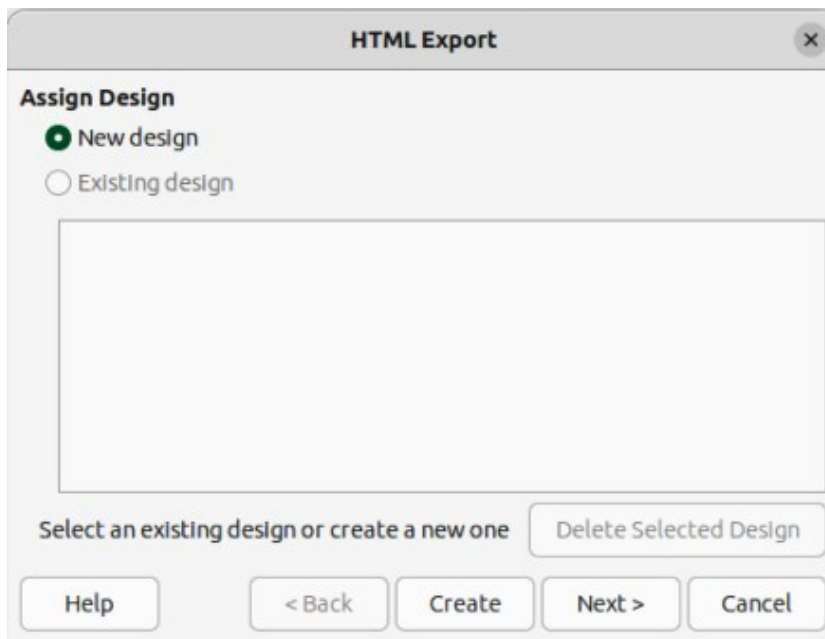 HTML Export
Assign Design
New design
Existing design
Select an existing design or create a new one Delete Selected Design
Help < Back Create Next > Cancel